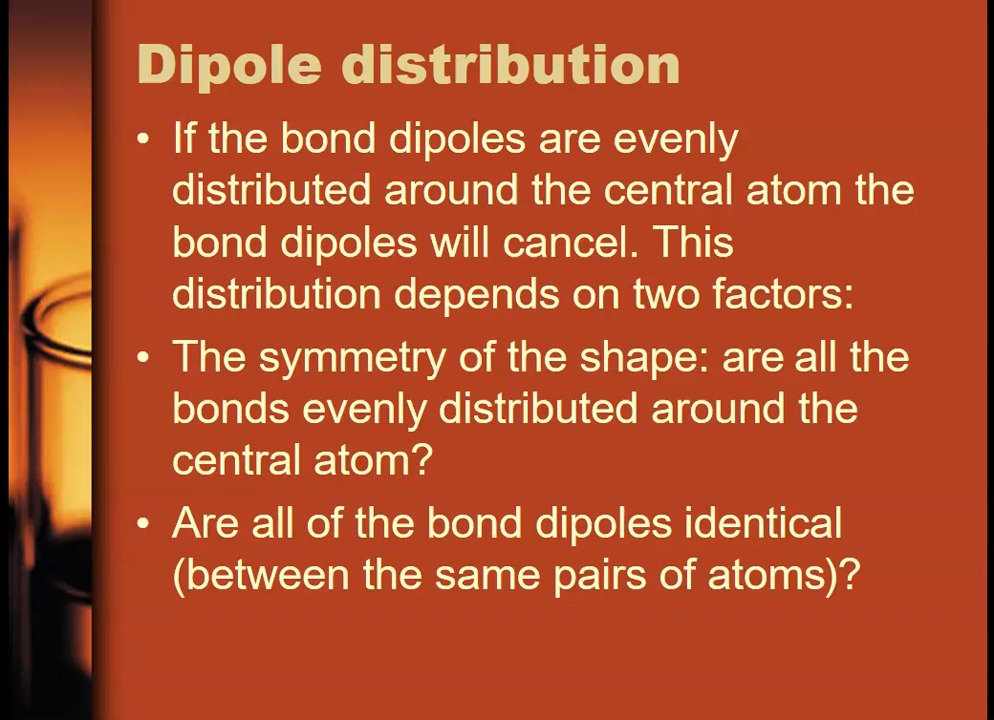 Dipole distribution
• If the bond dipoles are evenly
distributed around the central atom the
bond dipoles will cancel. This
distribution depends on two factors:
• The symmetry of the shape: are all the
bonds evenly distributed around the
central atom?
• Are all of the bond dipoles identical
(between the same pairs of atoms)?